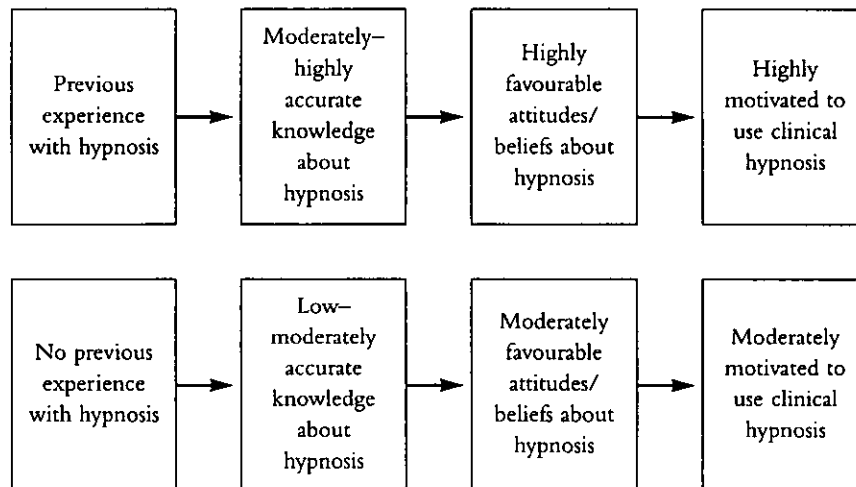 Previous
experience
with hypnosis
Moderately–
highly
accurate
knowledge
about
hypnosis
Highly
favourable
attitudes/
beliefs about
hypnosis
Highly
motivated to
use clinical
hypnosis
No previous
experience
with hypnosis
Low–
moderately
accurate
knowledge
about
hypnosis
Moderately
favourable
attitudes/
beliefs about
hypnosis
Moderately
motivated to
use clinical
hypnosis